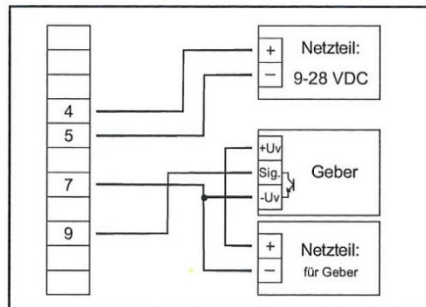 4
5
7
9
+
−
Netzteil:
9-28 VDC
+Uv
Sig.
-Uv
Geber
+
−
Netzteil:
für Geber